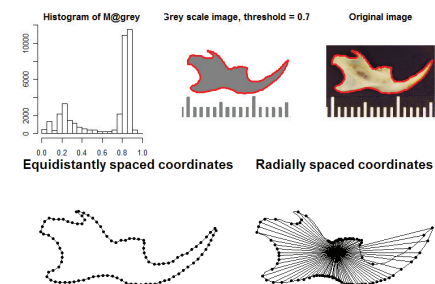 Histogram of M@grey
Grey scale image, threshold = 0.7
Original image
10000
6000
2000
0
0.0 0.2 0.4 0.6 0.8 1.0
Equidistantly spaced coordinates
Radially spaced coordinates